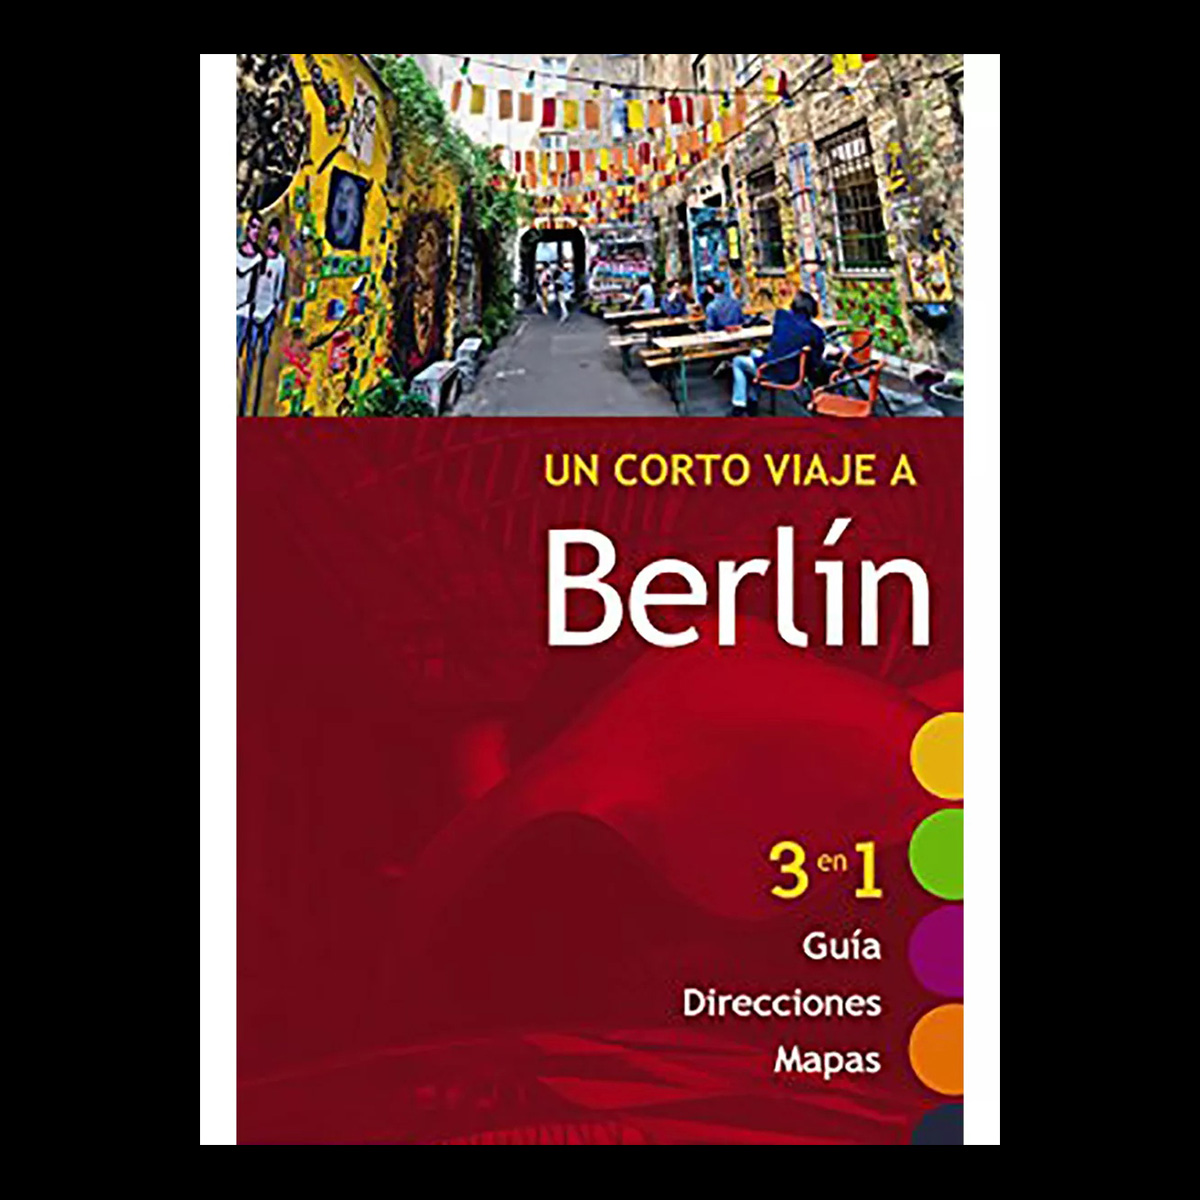 UN CORTO VIAJE A
Berlín
3 en 1
Guía
Direcciones
Mapas